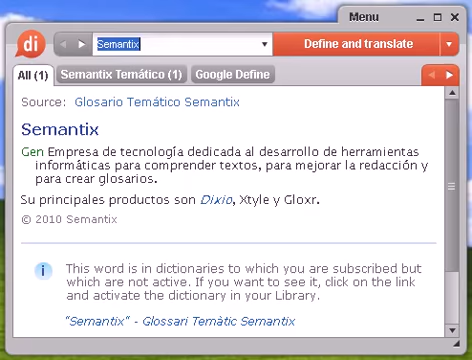 Menu
di
Semantix
Define and translate
All (1)
Semantix Temático (1)
Google Define
Source: Glosario Temático Semantix
Semantix
Gen Empresa de tecnología dedicada al desarrollo de herramientas
informáticas para comprender textos, para mejorar la redacción y
para crear glosarios.
Su principales productos son Dixio, Xtyle y Gloxr.
© 2010 Semantix
i
This word is in dictionaries to which you are subscribed but
which are not active. If you want to see it, click on the link
and activate the dictionary in your Library.
"Semantix" - Glossari Temàtic Semantix